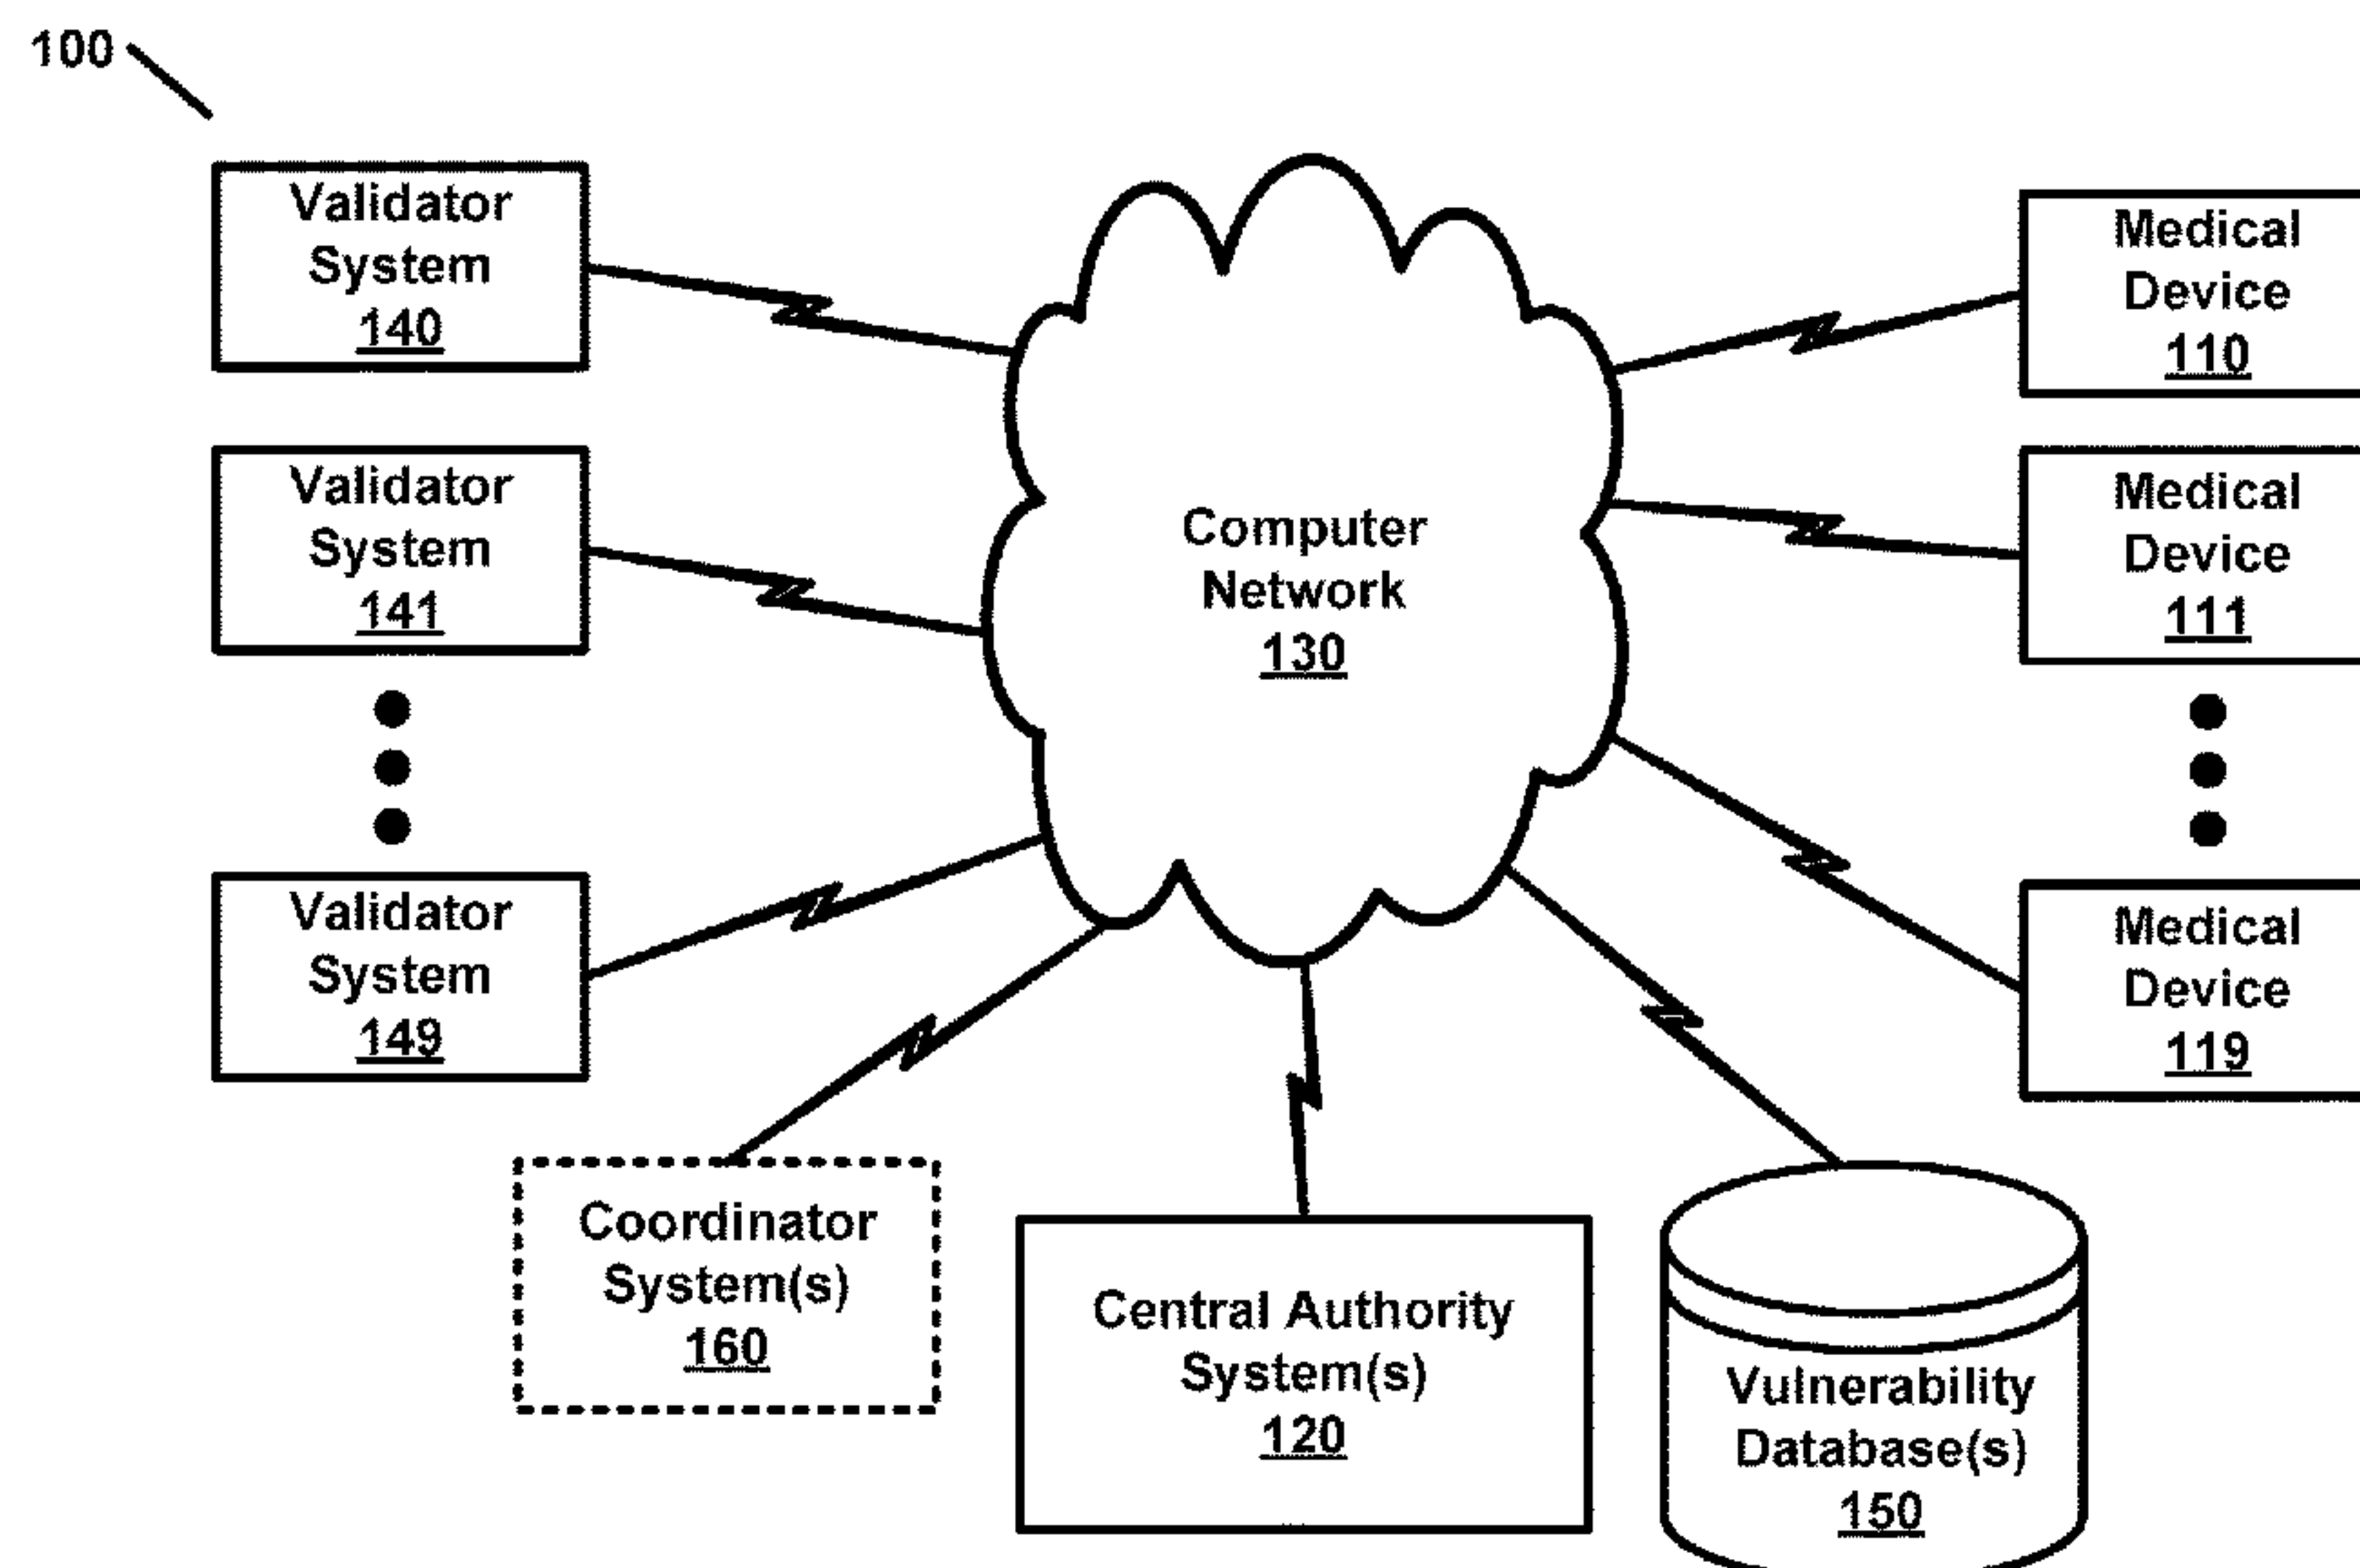 100
Validator
System
140
Validator
System
141
Validator
System
149
Computer
Network
130
Medical
Device
110
Medical
Device
111
Medical
Device
119
Coordinator
System(s)
160
Central Authority
System(s)
120
Vulnerability
Database(s)
150